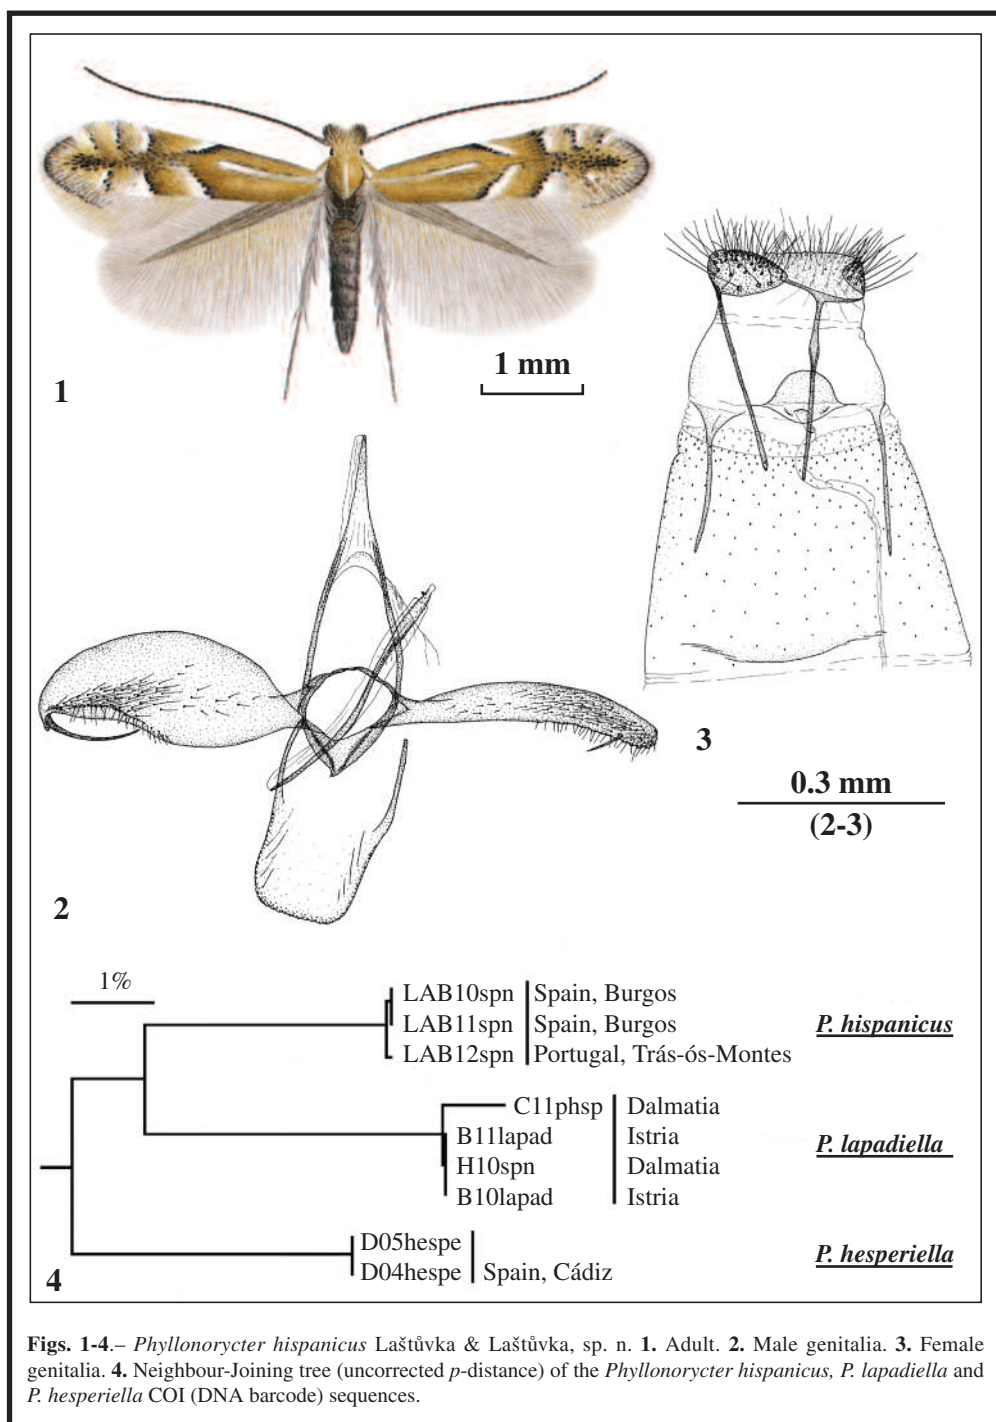 1
1 mm
2
3
0.3 mm
(2-3)
1%
LAB10spn Spain, Burgos
LAB11spn Spain, Burgos
P. hispanicus
LAB12spn Portugal, Trás-ós-Montes
C11phsp Dalmatia
B11lapad Istria
P. lapadiella
H10spn Dalmatia
B10lapad Istria
D05hespe
P. hesperiella
D04hespe Spain, Cádiz
4
Figs. 1-4.– Phyllonorycter hispanicus Laštůvka & Laštůvka, sp. n. 1. Adult. 2. Male genitalia. 3. Female
genitalia. 4. Neighbour-Joining tree (uncorrected p-distance) of the Phyllonorycter hispanicus, P. lapadiella and
P. hesperiella COI (DNA barcode) sequences.